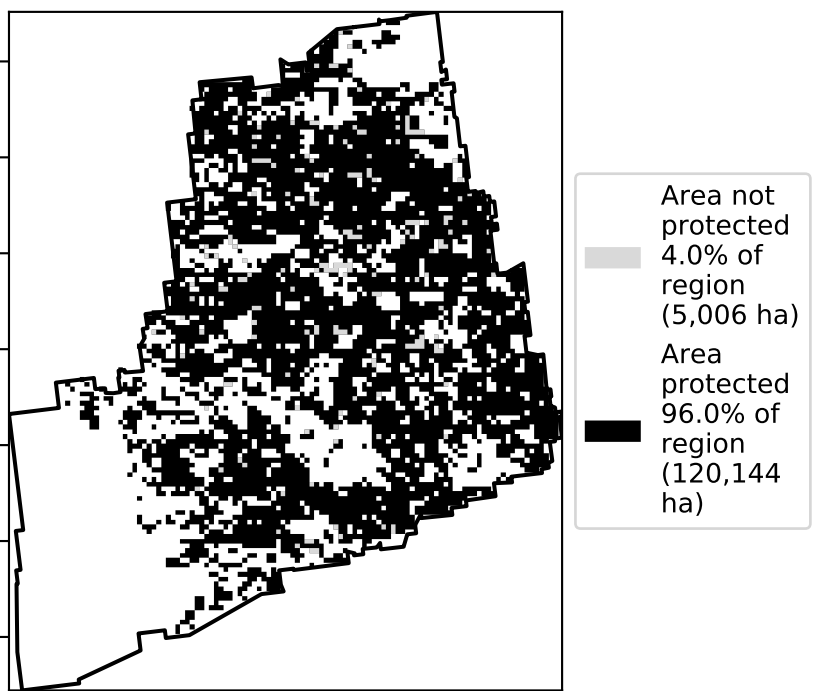 Area not
protected
4.0% of
region
(5,006 ha)
Area
protected
96.0% of
region
(120,144
ha)